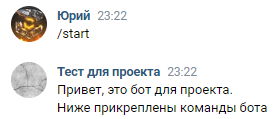 Юрий 23:22
/start
Тест для проекта 23:22
Привет, это бот для проекта.
Ниже прикреплены команды бота